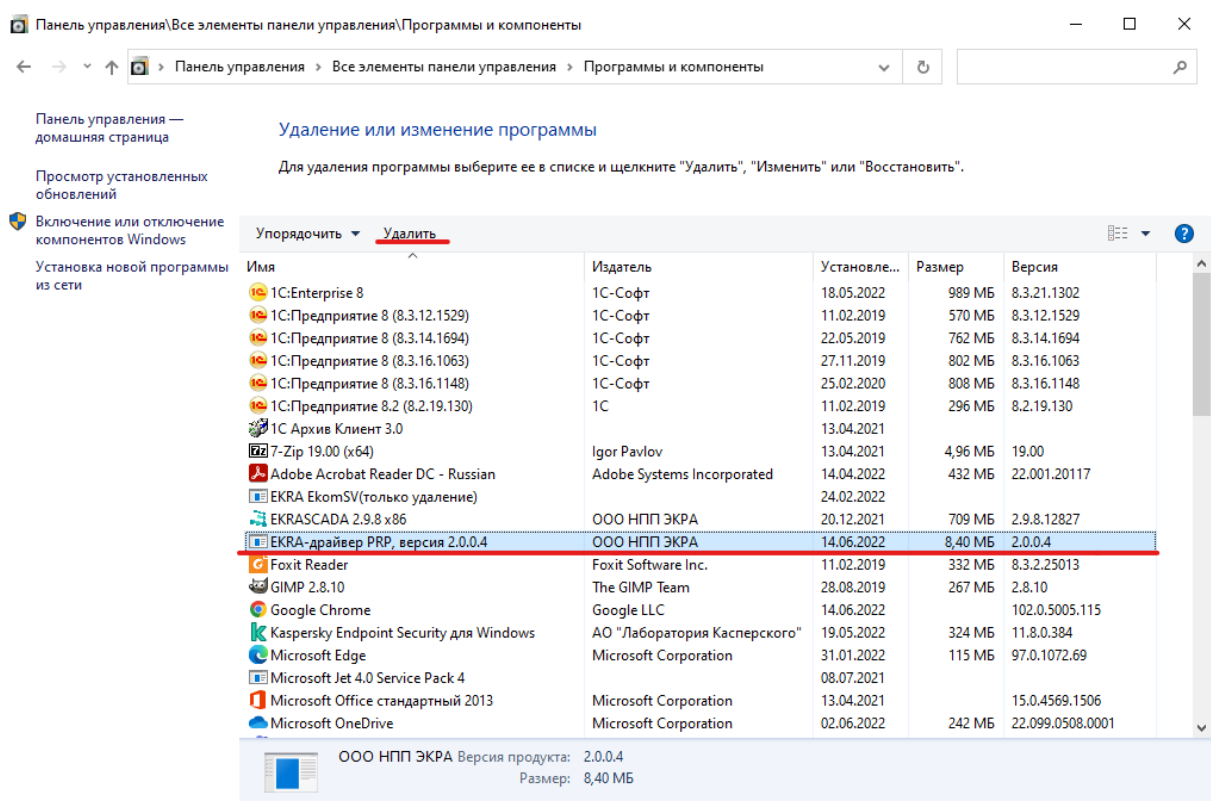 Панель управления\Все элементы панели управления\Программы и компоненты
Панель управления › Все элементы панели управления › Программы и компоненты
Панель управления —
домашняя страница
Просмотр установленных
обновлений
Включение или отключение
компонентов Windows
Установка новой программы
из сети
Удаление или изменение программы
Для удаления программы выберите ее в списке и щелкните "Удалить", "Изменить" или "Восстановить".
Упорядочить Удалить
Имя Издатель Установле... Размер Версия
1C:Enterprise 8 1С-Софт 18.05.2022 989 МБ 8.3.21.1302
1С:Предприятие 8 (8.3.12.1529) 1С-Софт 11.02.2019 570 МБ 8.3.12.1529
1С:Предприятие 8 (8.3.14.1694) 1С-Софт 22.05.2019 762 МБ 8.3.14.1694
1С:Предприятие 8 (8.3.16.1063) 1С-Софт 27.11.2019 802 МБ 8.3.16.1063
1С:Предприятие 8 (8.3.16.1148) 1С-Софт 25.02.2020 808 МБ 8.3.16.1148
1С:Предприятие 8.2 (8.2.19.130) 1С 11.02.2019 296 МБ 8.2.19.130
1С Архив Клиент 3.0 13.04.2021
7-Zip 19.00 (x64) Igor Pavlov 13.04.2021 4,96 МБ 19.00
Adobe Acrobat Reader DC - Russian Adobe Systems Incorporated 14.04.2022 432 МБ 22.001.20117
EKRA EkomSV(только удаление) 24.02.2022
EKRASCADA 2.9.8 x86 ООО НПП ЭКРА 20.12.2021 709 МБ 2.9.8.12827
EKRA-драйвер PRP, версия 2.0.0.4 ООО НПП ЭКРА 14.06.2022 8,40 МБ 2.0.0.4
Foxit Reader Foxit Software Inc. 11.02.2019 332 МБ 8.3.2.25013
GIMP 2.8.10 The GIMP Team 28.08.2019 267 МБ 2.8.10
Google Chrome Google LLC 14.06.2022 102.0.5005.115
Kaspersky Endpoint Security для Windows АО "Лаборатория Касперского" 19.05.2022 324 МБ 11.8.0.384
Microsoft Edge Microsoft Corporation 31.01.2022 115 МБ 97.0.1072.69
Microsoft Jet 4.0 Service Pack 4 08.07.2021
Microsoft Office стандартный 2013 Microsoft Corporation 13.04.2021 15.0.4569.1506
Microsoft OneDrive Microsoft Corporation 02.06.2022 242 МБ 22.099.0508.0001
ООО НПП ЭКРА Версия продукта: 2.0.0.4
Размер: 8,40 МБ